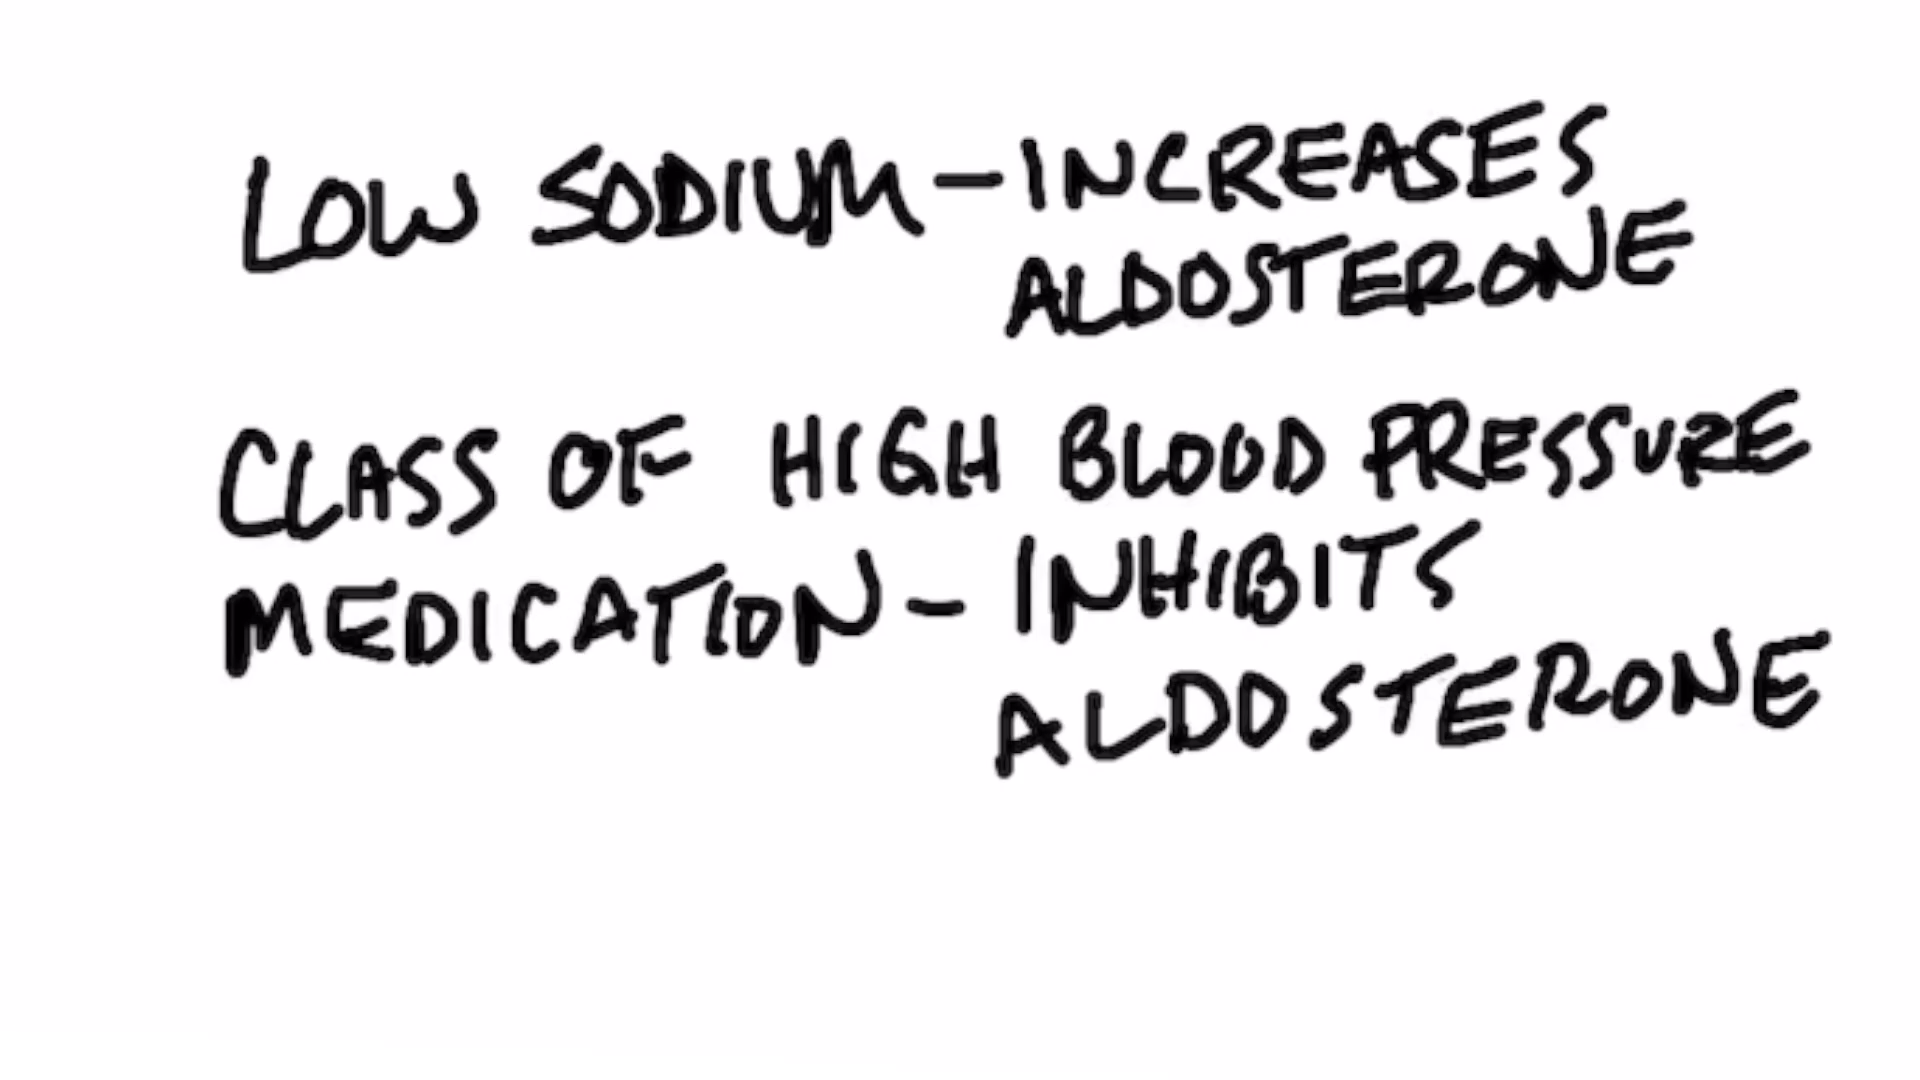 LOW SODIUM - INCREASES
ALDOSTERONE
CLASS OF HIGH BLOOD PRESSURE
MEDICATION - INHIBITS
ALDOSTERONE